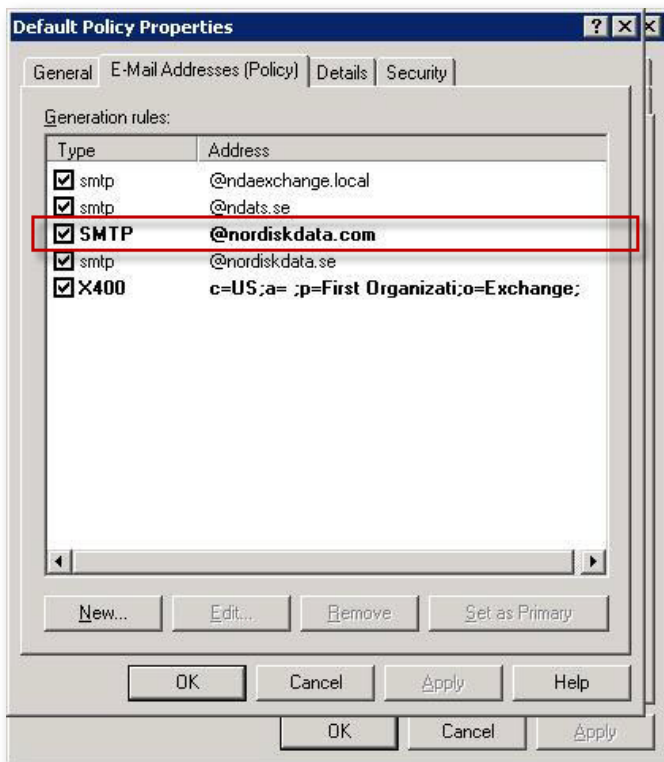 Default Policy Properties
General E-Mail Addresses (Policy) Details Security
Generation rules:
Type Address
smtp @ndaexchange.local
smtp @ndats.se
SMTP @nordiskdata.com
smtp @nordiskdata.se
X400 c=US;a= ;p=First Organizati;o=Exchange;
New... Edit... Remove Set as Primary
OK Cancel Apply Help
OK Cancel Apply